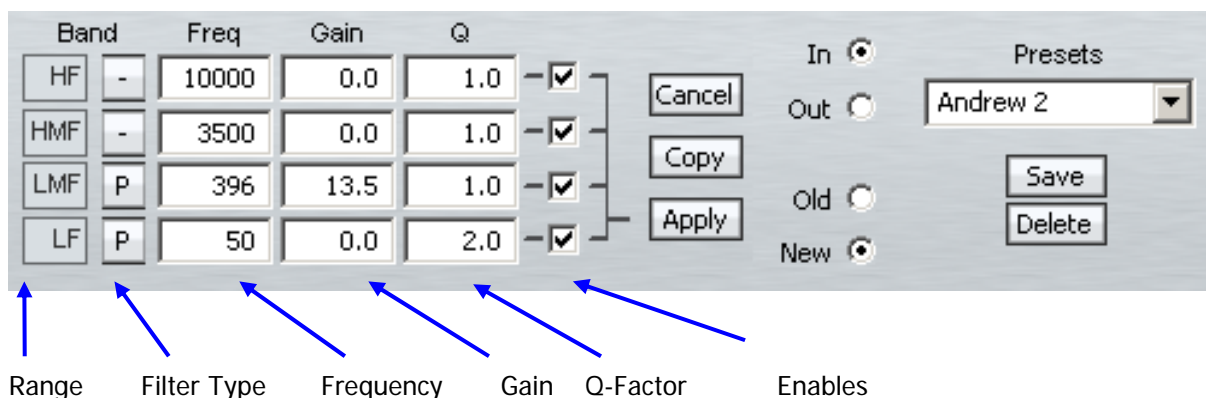 Band Freq Gain Q
HF - 10000 0.0 1.0
HMF - 3500 0.0 1.0
LMF P 396 13.5 1.0
LF P 50 0.0 2.0
Cancel
Copy
Apply
In
Out
Old
New
Presets
Andrew 2
Save
Delete
Range Filter Type Frequency Gain Q-Factor Enables